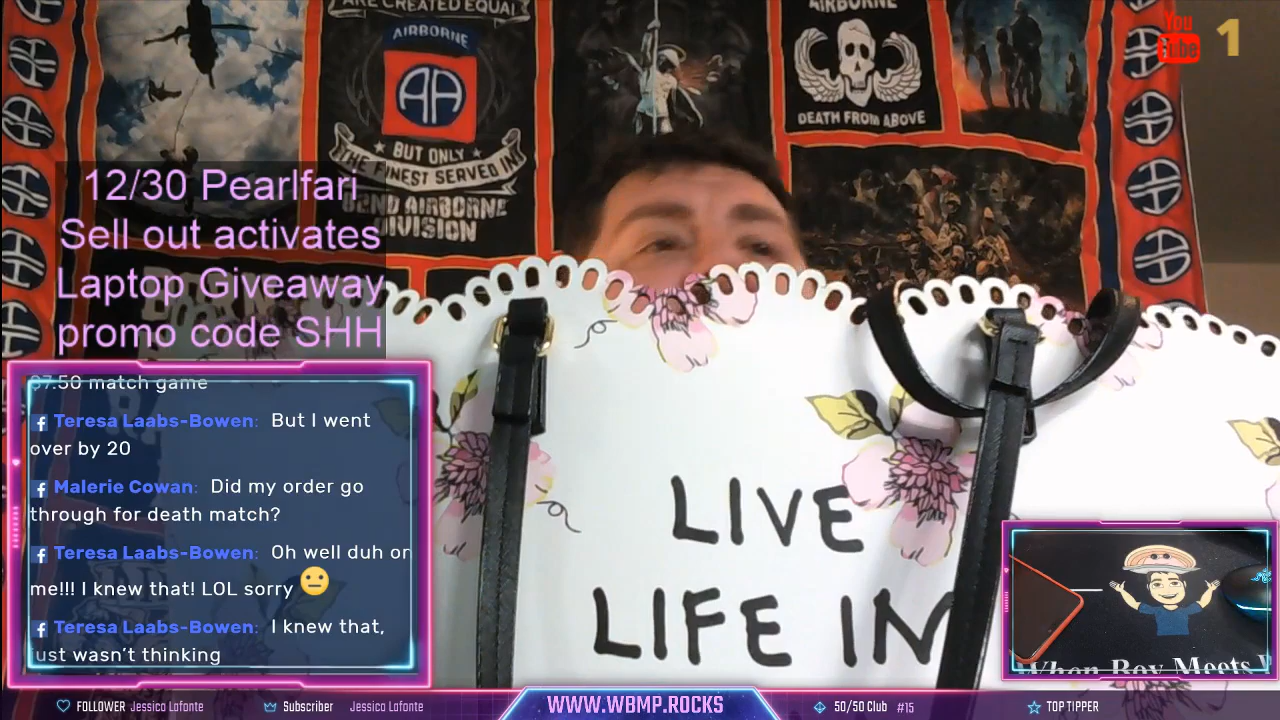 ARE CREATED EQUAL
AIRBORNE
AA
★ BUT ONLY ★
THE FINEST SERVED IN
82ND AIRBORNE
DIVISION
AIRBORNE
DEATH FROM ABOVE
You
Tube
1
12/30 Pearlfari
Sell out activates
Laptop Giveaway
promo code SHH
$7.50 match game
Teresa Laabs-Bowen: But I went
over by 20
Malerie Cowan: Did my order go
through for death match?
Teresa Laabs-Bowen: Oh well duh or
me!!! I knew that! LOL sorry 😐
Teresa Laabs-Bowen: I knew that,
just wasn't thinking
LIVE
LIFE IN
When Boy Meets
FOLLOWER Jessica Lafonte
Subscriber Jessica Lafonte
WWW.WBMP.ROCKS
50/50 Club #15
TOP TIPPER